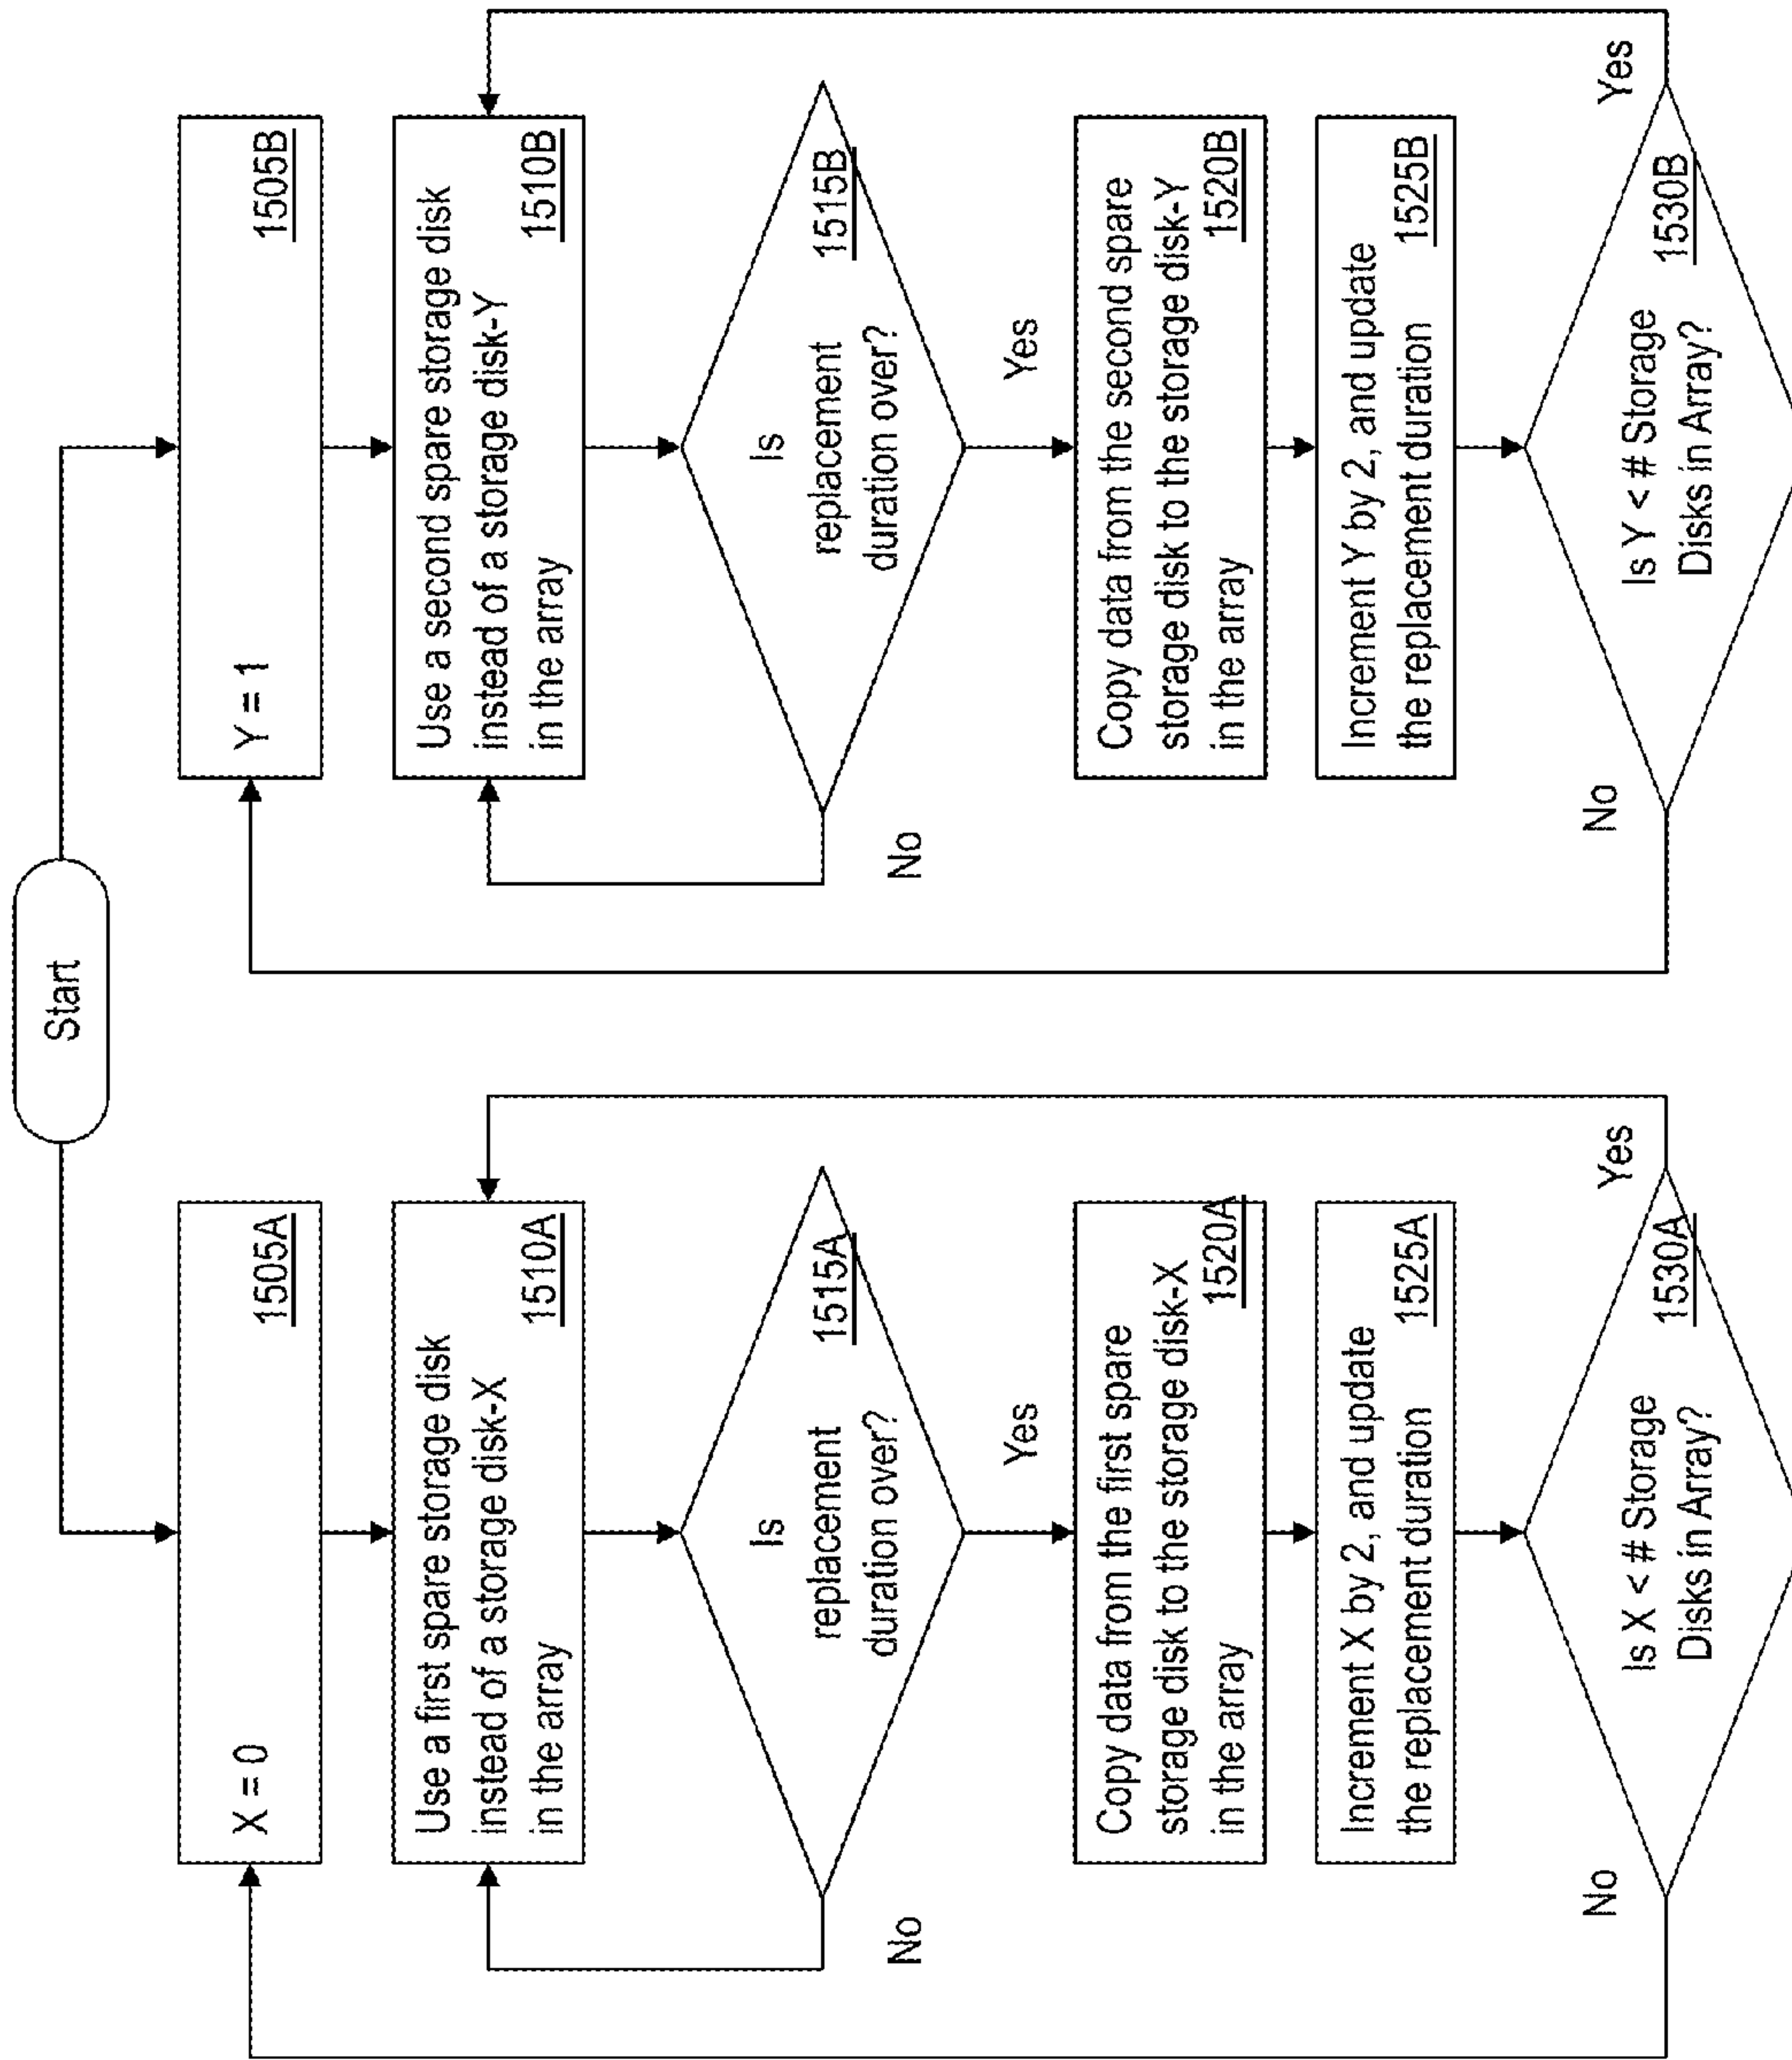 Start
X = 0
1505A
Use a first spare storage disk
instead of a storage disk-X
in the array
1510A
Is
replacement
duration over?
1515A
No
Yes
Copy data from the first spare
storage disk to the storage disk-X
in the array
1520A
Increment X by 2, and update
the replacement duration
1525A
Is X < # Storage
Disks in Array?
1530A
No
Yes
Y = 1
1505B
Use a second spare storage disk
instead of a storage disk-Y
in the array
1510B
Is
replacement
duration over?
1515B
No
Yes
Copy data from the second spare
storage disk to the storage disk-Y
in the array
1520B
Increment Y by 2, and update
the replacement duration
1525B
Is Y < # Storage
Disks in Array?
1530B
No
Yes